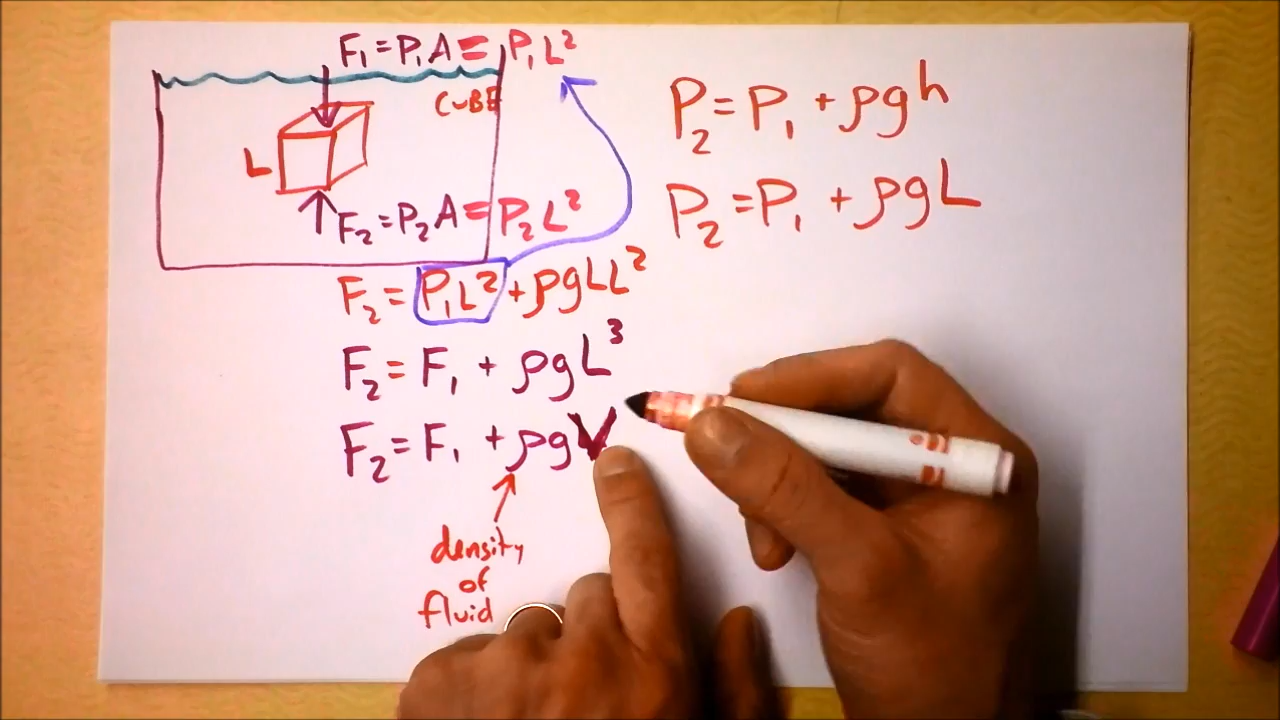 F₁ = P₁A = P₁L²
CUBE
L
F₂ = P₂A = P₂L²
P₂ = P₁ + ρgh
P₂ = P₁ + ρgL
F₂ = P₁L² + ρgLL²
F₂ = F₁ + ρgL³
F₂ = F₁ + ρgV
density
of
fluid